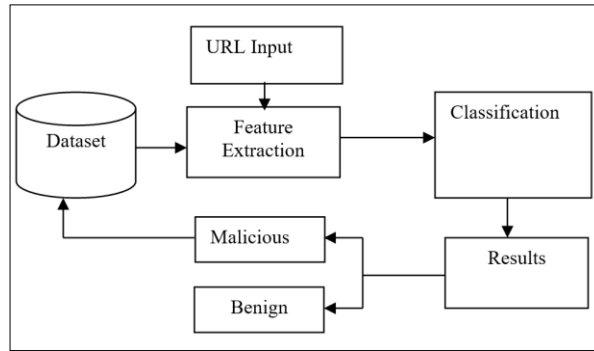 URL Input
Dataset
Feature
Extraction
Classification
Malicious
Results
Benign